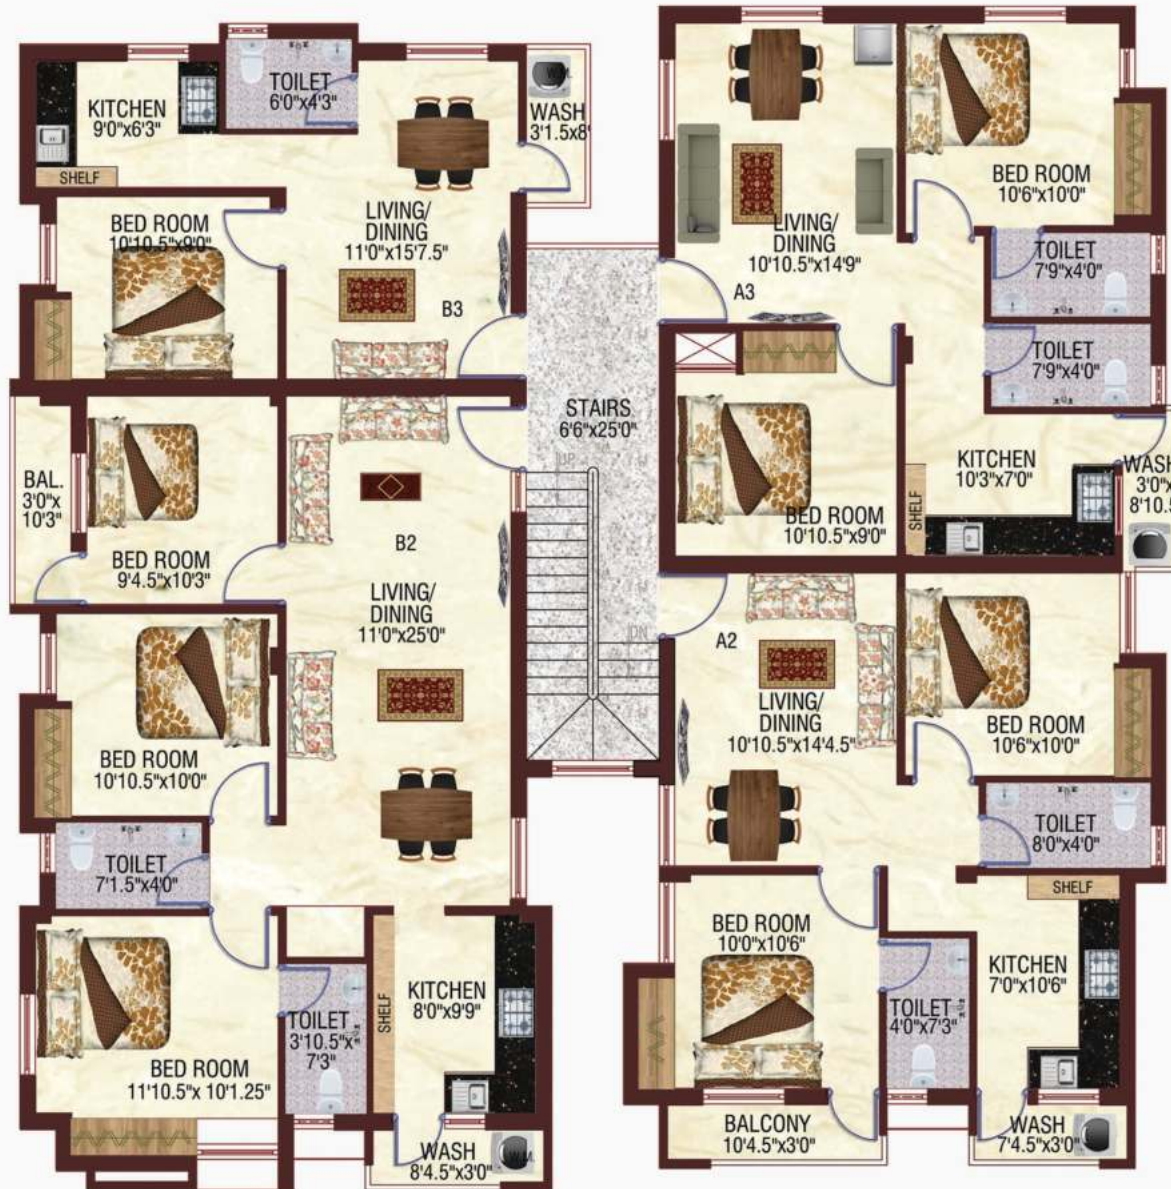 KITCHEN
9'0"x6'3"
TOILET
6'0"x4'3"
WASH
3'1.5x8'
SHELF
BED ROOM
10'10.5"x9'0"
LIVING/
DINING
11'0"x15'7.5"
B3
BAL.
3'0"x
10'3"
BED ROOM
9'4.5"x10'3"
B2
LIVING/
DINING
11'0"x25'0"
BED ROOM
10'10.5"x10'0"
TOILET
7'1.5"x4'0"
BED ROOM
11'10.5"x 10'1.25"
TOILET
3'10.5"x
7'3"
SHELF
KITCHEN
8'0"x9'9"
WASH
8'4.5"x3'0"
W.M.
STAIRS
6'6"x25'0"
UP
DN
LIVING/
DINING
10'10.5"x14'9"
A3
BED ROOM
10'6"x10'0"
TOILET
7'9"x4'0"
TOILET
7'9"x4'0"
BED ROOM
10'10.5"x9'0"
SHELF
KITCHEN
10'3"x7'0"
WASH
3'0"x
8'10.5
A2
LIVING/
DINING
10'10.5"x14'4.5"
BED ROOM
10'6"x10'0"
TOILET
8'0"x4'0"
SHELF
BED ROOM
10'0"x10'6"
TOILET
4'0"x7'3"
KITCHEN
7'0"x10'6"
BALCONY
10'4.5"x3'0"
WASH
7'4.5"x3'0"